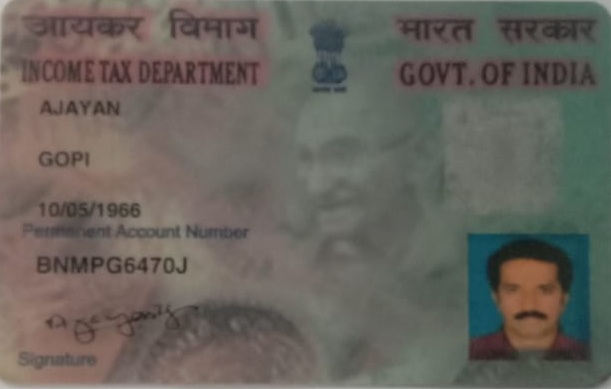 आयकर विभाग
भारत सरकार
INCOME TAX DEPARTMENT
GOVT. OF INDIA
AJAYAN
GOPI
10/05/1966
Permanent Account Number
BNMPG6470J
Signature